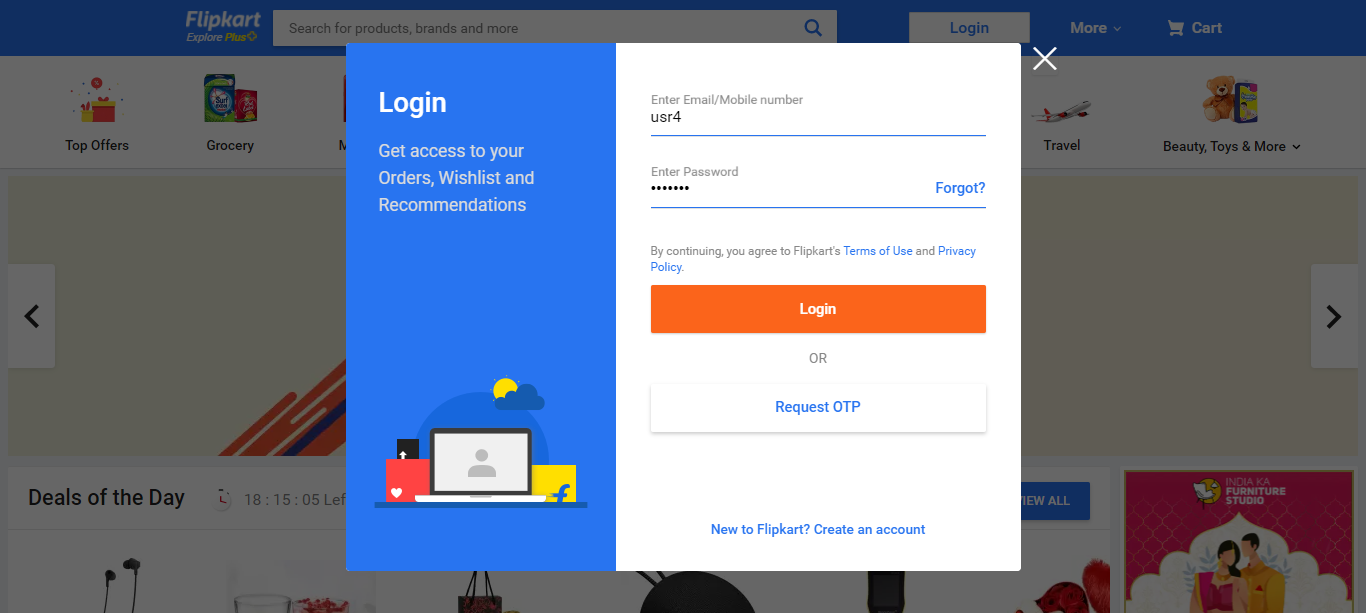 Flipkart
Explore Plus
Search for products, brands and more
Login
More
Cart
Top Offers
Grocery
M
Travel
Beauty, Toys & More
Login
Get access to your
Orders, Wishlist and
Recommendations
Enter Email/Mobile number
usr4
Enter Password
•••••••
Forgot?
By continuing, you agree to Flipkart's Terms of Use and Privacy
Policy.
Login
OR
Request OTP
New to Flipkart? Create an account
Deals of the Day
18 : 15 : 05 Lef
VIEW ALL
INDIA KA
FURNITURE
STUDIO